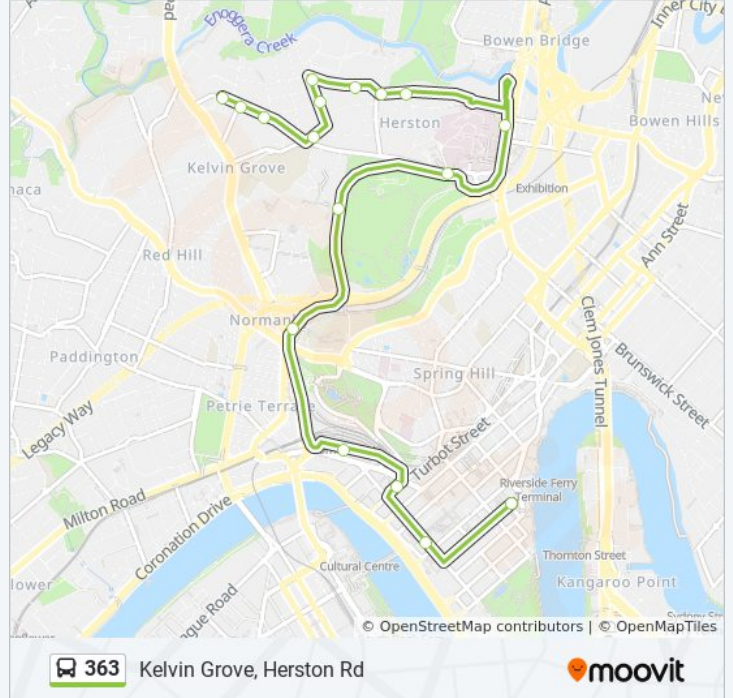 Enoggera
Creek
Inner City
Bowen Bridge
Herston
Bowen Hills
Kelvin Grove
Exhibition
Ann Street
Red Hill
Clem Jones Tunnel
Paddington
Spring Hill
Brunswick Street
Petrie
Legacy Way
Turbot Street
Riverside Ferry
Terminal
Milton Road
Coronation Drive
Thornton Street
Cultural Centre
Kangaroo Point
© OpenStreetMap contributors | © OpenMapTiles
363 Kelvin Grove, Herston Rd
moovit